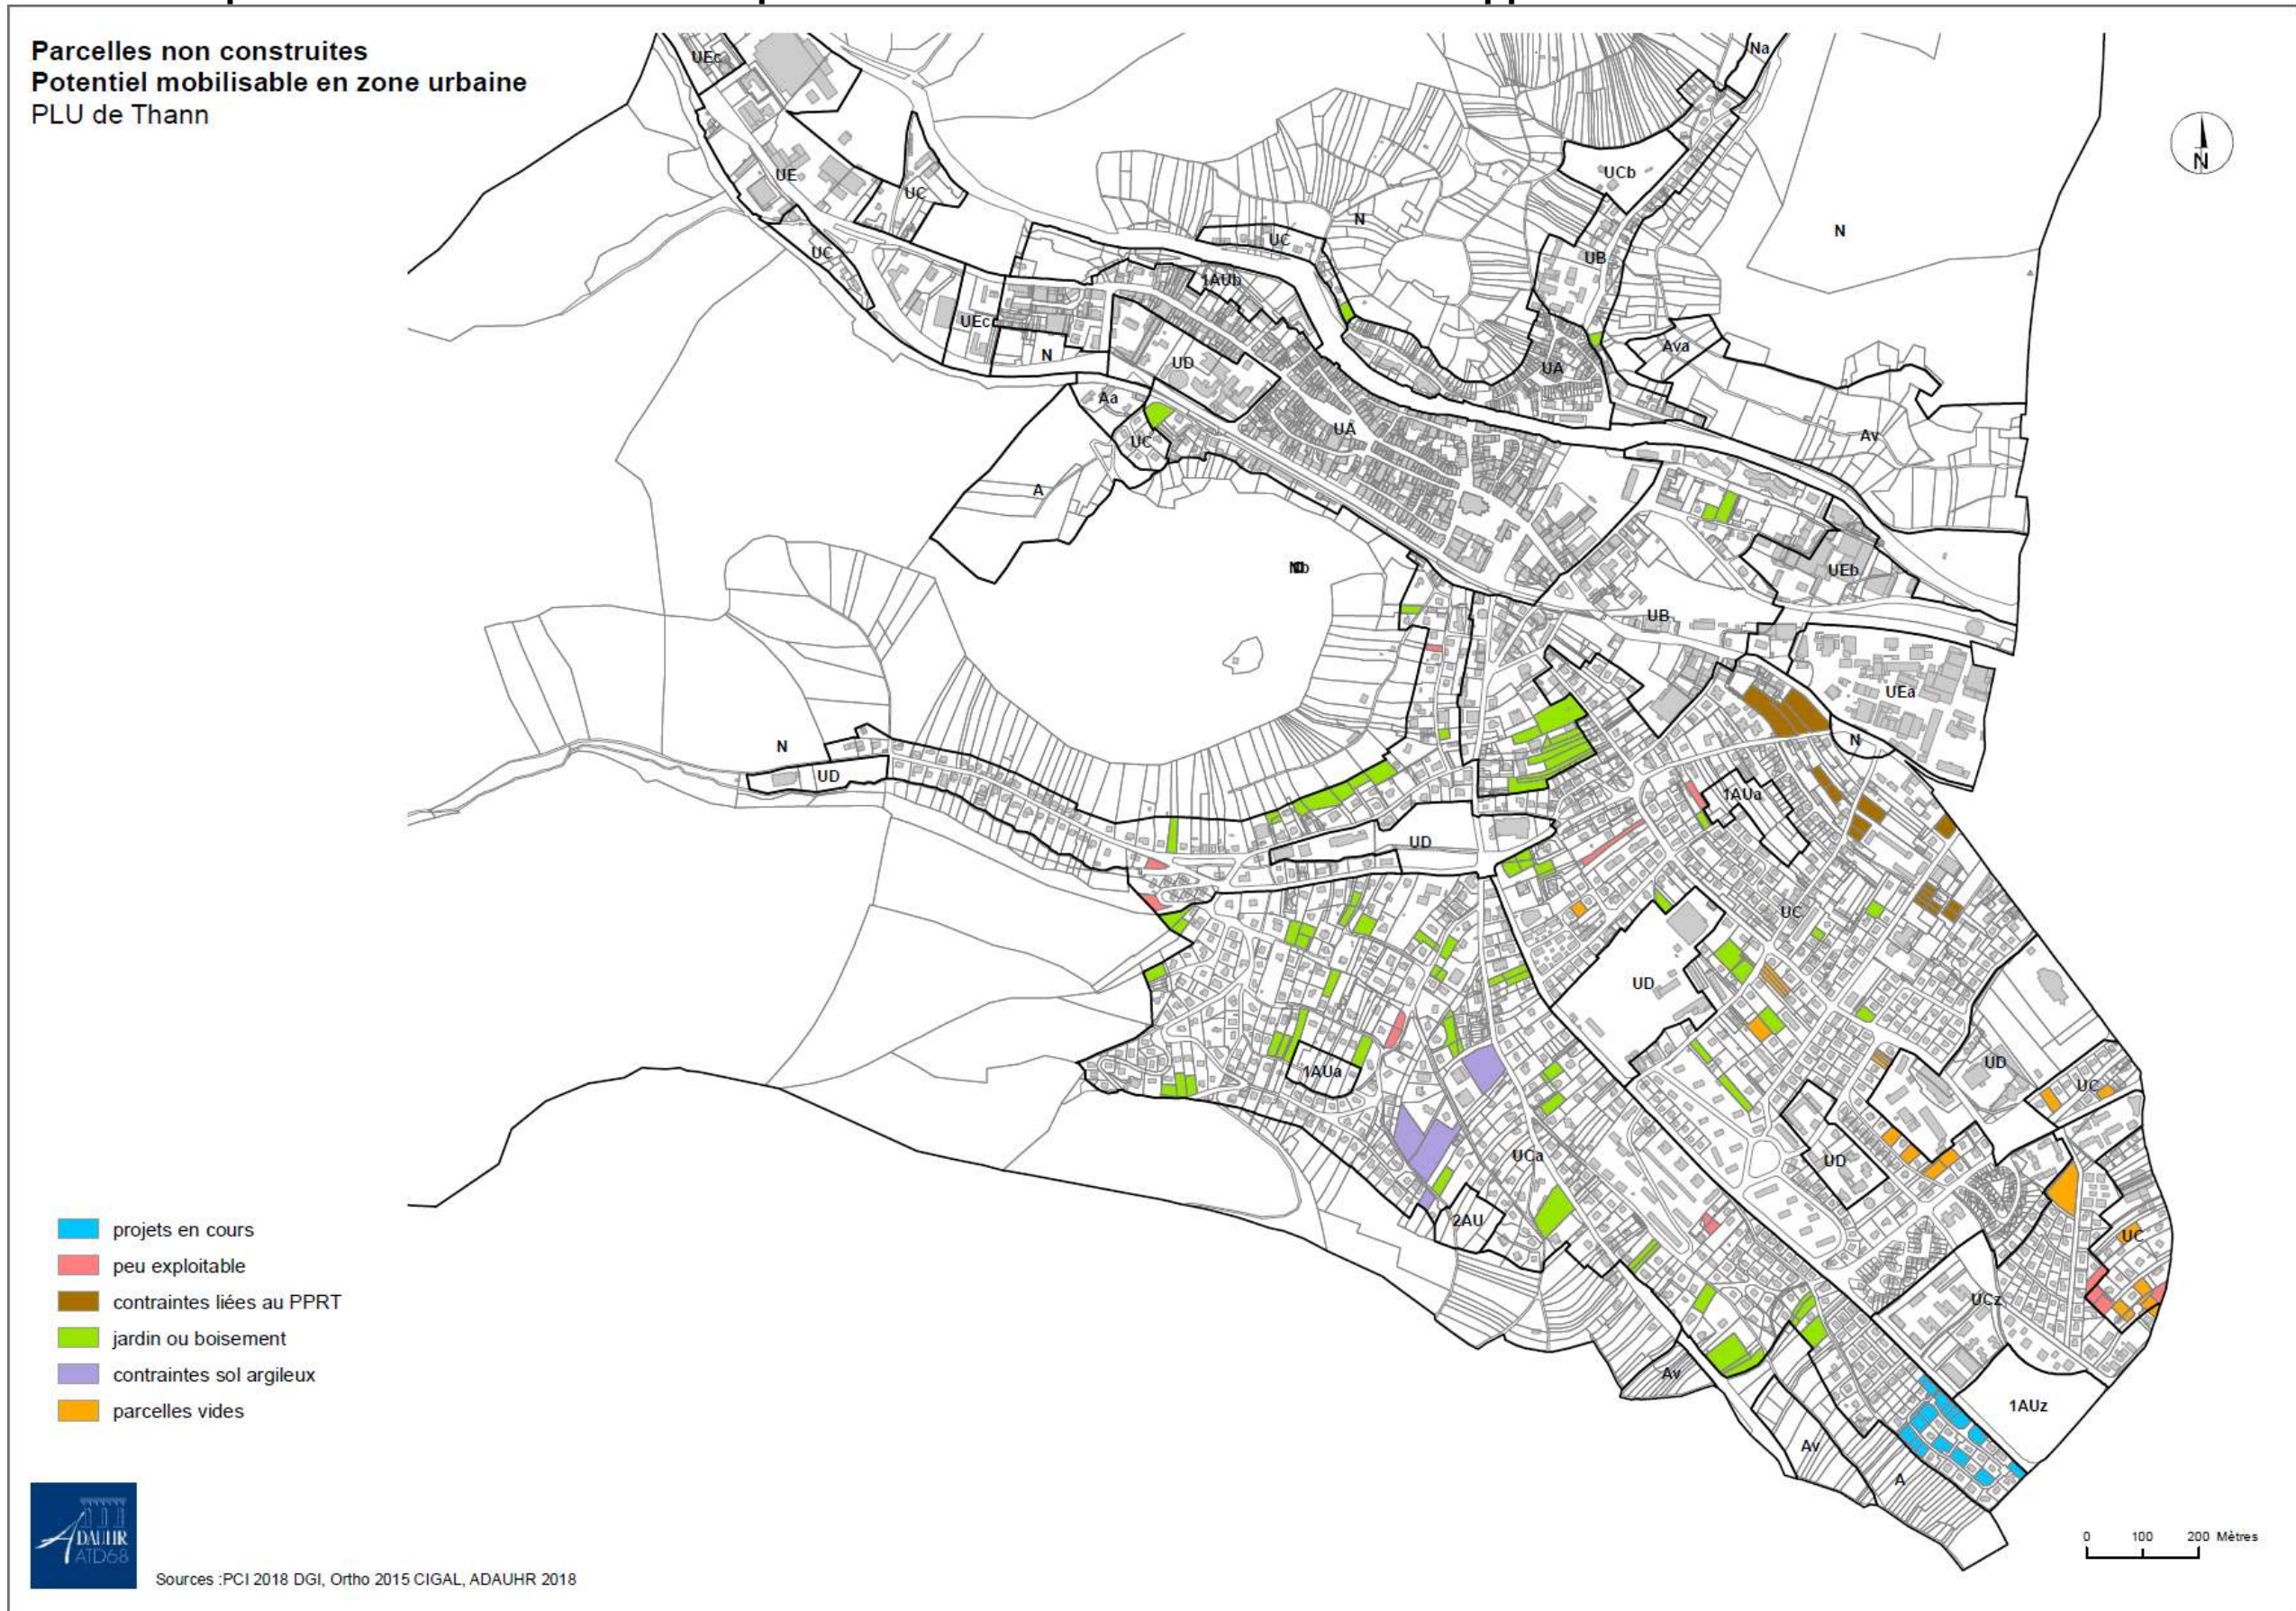 Parcelles non construites
Potentiel mobilisable en zone urbaine
PLU de Thann
UEc
Na
N
UE
UC
UCb
UC
UC
N
N
UB
1AUb
UEc
N
UD
UA
Ava
Aa
UC
UA
Av
A
UEb
UB
UEa
N
N
UD
1AUa
UD
UC
UD
1AUa
UD
UC
UCa
UD
2AU
UC
UCz
Av
1AUz
Av
A
projets en cours
peu exploitable
contraintes liées au PPRT
jardin ou boisement
contraintes sol argileux
parcelles vides
ADAUHR
ATD68
Sources :PCI 2018 DGI, Ortho 2015 CIGAL, ADAUHR 2018
0 100 200 Mètres